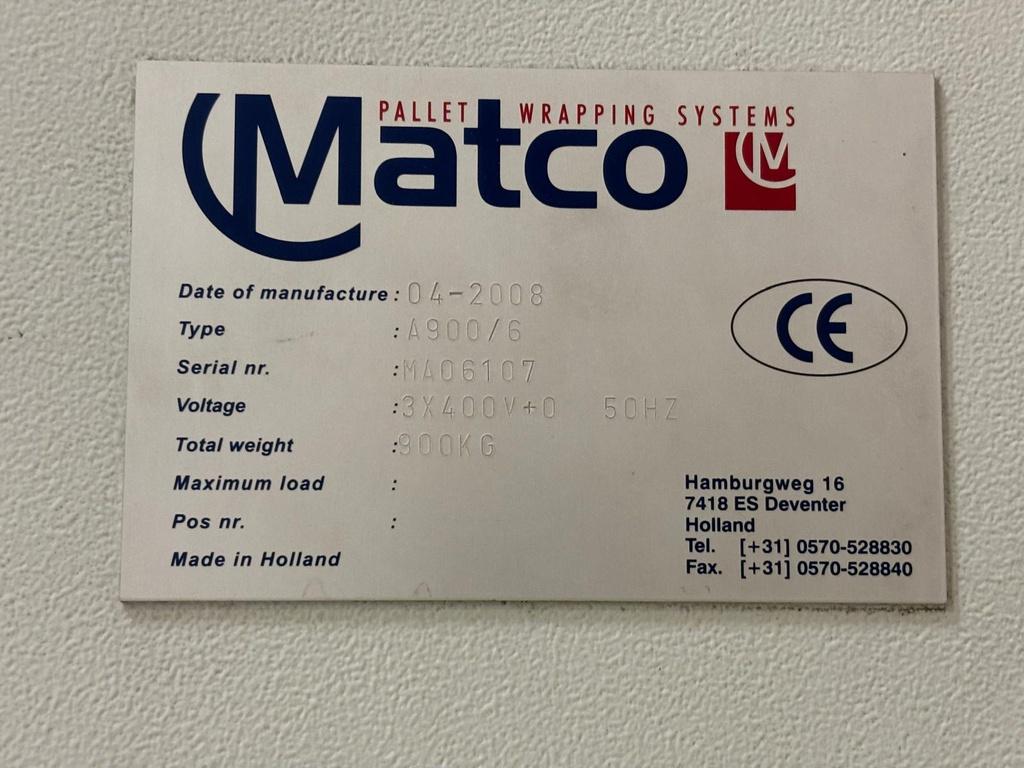 PALLET WRAPPING SYSTEMS
Matco
M
Date of manufacture : 04-2008
Type : A900/6
Serial nr. : MA06107
Voltage : 3X400V+0 50HZ
Total weight : 900KG
Maximum load :
Pos nr. :
Made in Holland
CE
Hamburgweg 16
7418 ES Deventer
Holland
Tel. [+31] 0570-528830
Fax. [+31] 0570-528840